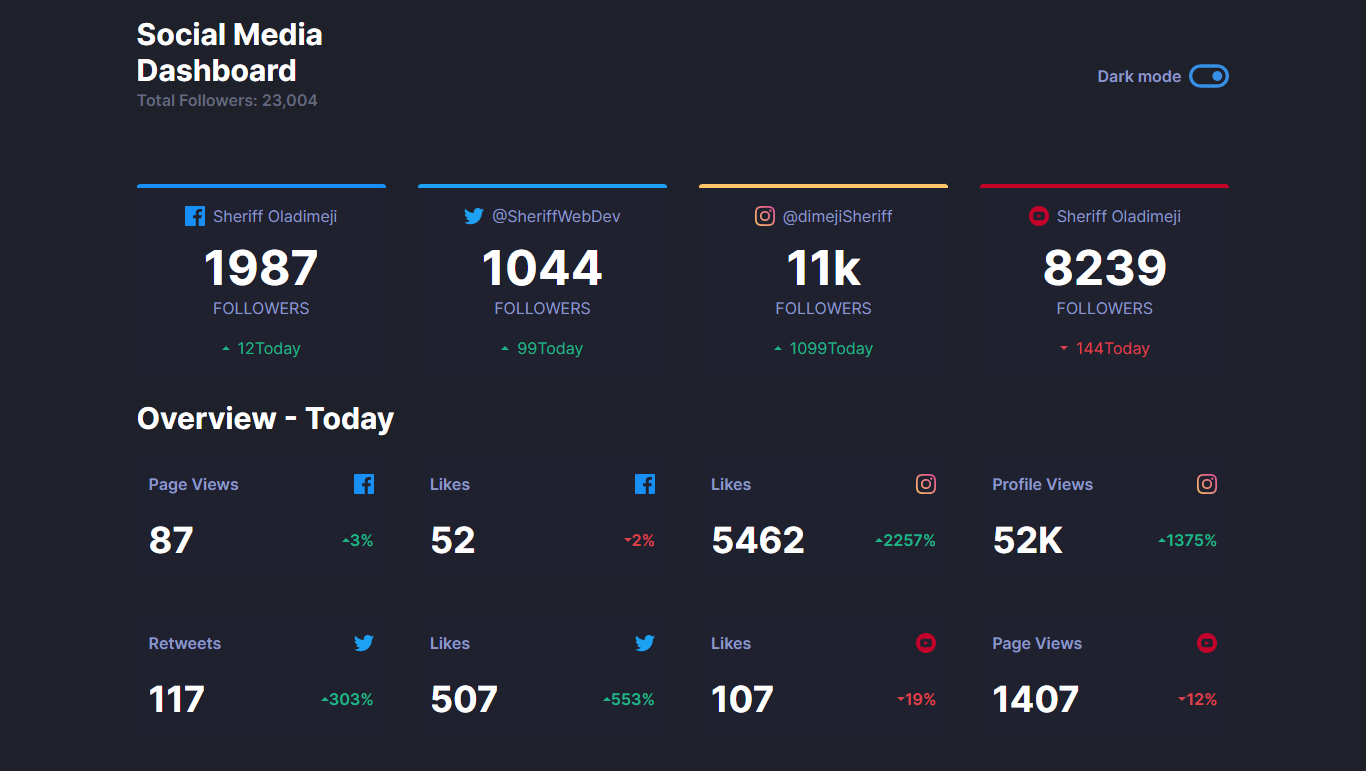 Social Media
Dashboard
Total Followers: 23,004
Dark mode
Sheriff Oladimeji
1987
FOLLOWERS
12Today
@SheriffWebDev
1044
FOLLOWERS
99Today
@dimejiSheriff
11k
FOLLOWERS
1099Today
Sheriff Oladimeji
8239
FOLLOWERS
144Today
Overview - Today
Page Views
87
3%
Likes
52
2%
Likes
5462
2257%
Profile Views
52K
1375%
Retweets
117
303%
Likes
507
553%
Likes
107
19%
Page Views
1407
12%